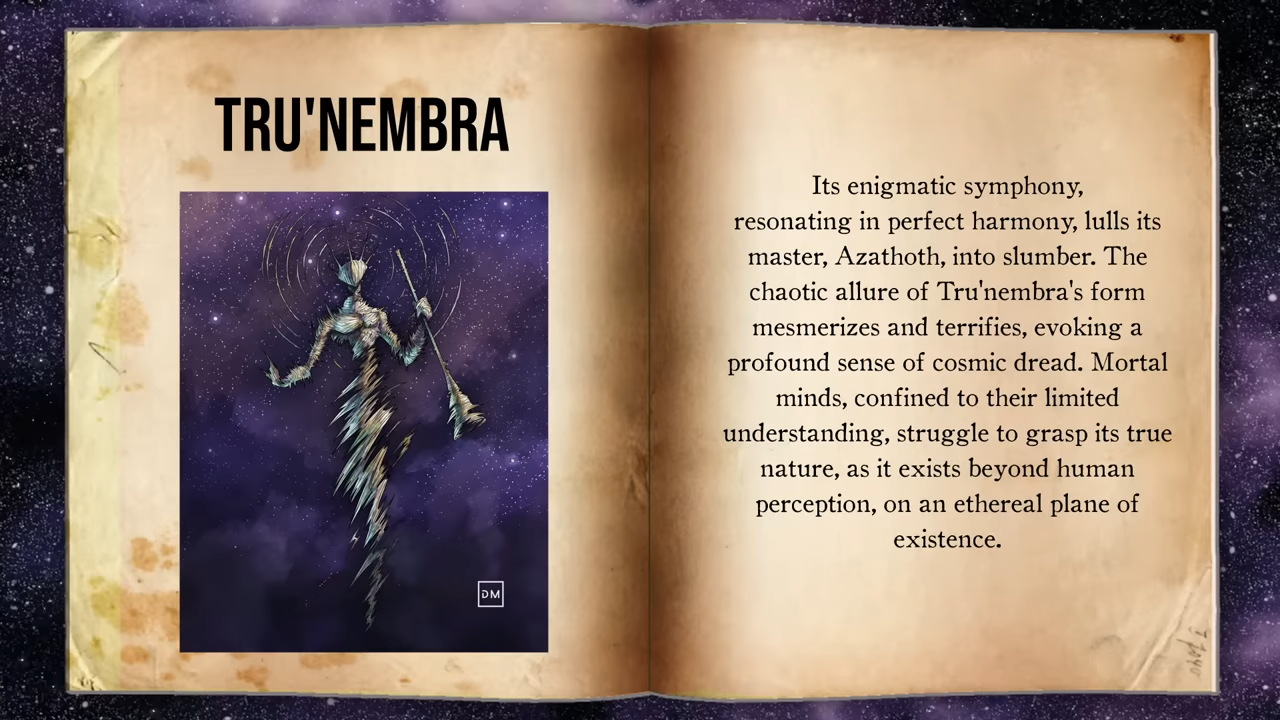 TRU'NEMBRA
DM
Its enigmatic symphony,
resonating in perfect harmony, lulls its
master, Azathoth, into slumber. The
chaotic allure of Tru'nembra's form
mesmerizes and terrifies, evoking a
profound sense of cosmic dread. Mortal
minds, confined to their limited
understanding, struggle to grasp its true
nature, as it exists beyond human
perception, on an ethereal plane of
existence.